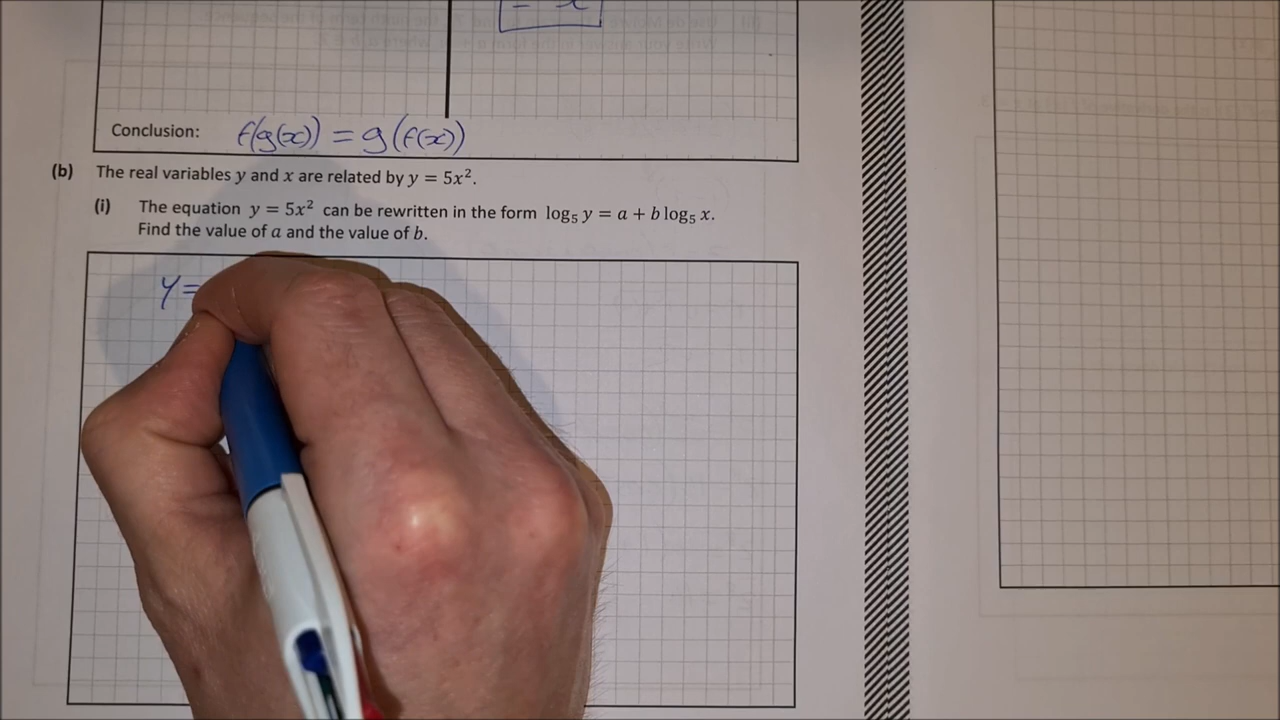 Conclusion: f(g(x)) = g(f(x))
(b) The real variables y and x are related by y = 5x².
(i) The equation y = 5x² can be rewritten in the form log₅ y = a + b log₅ x.
Find the value of a and the value of b.
y=